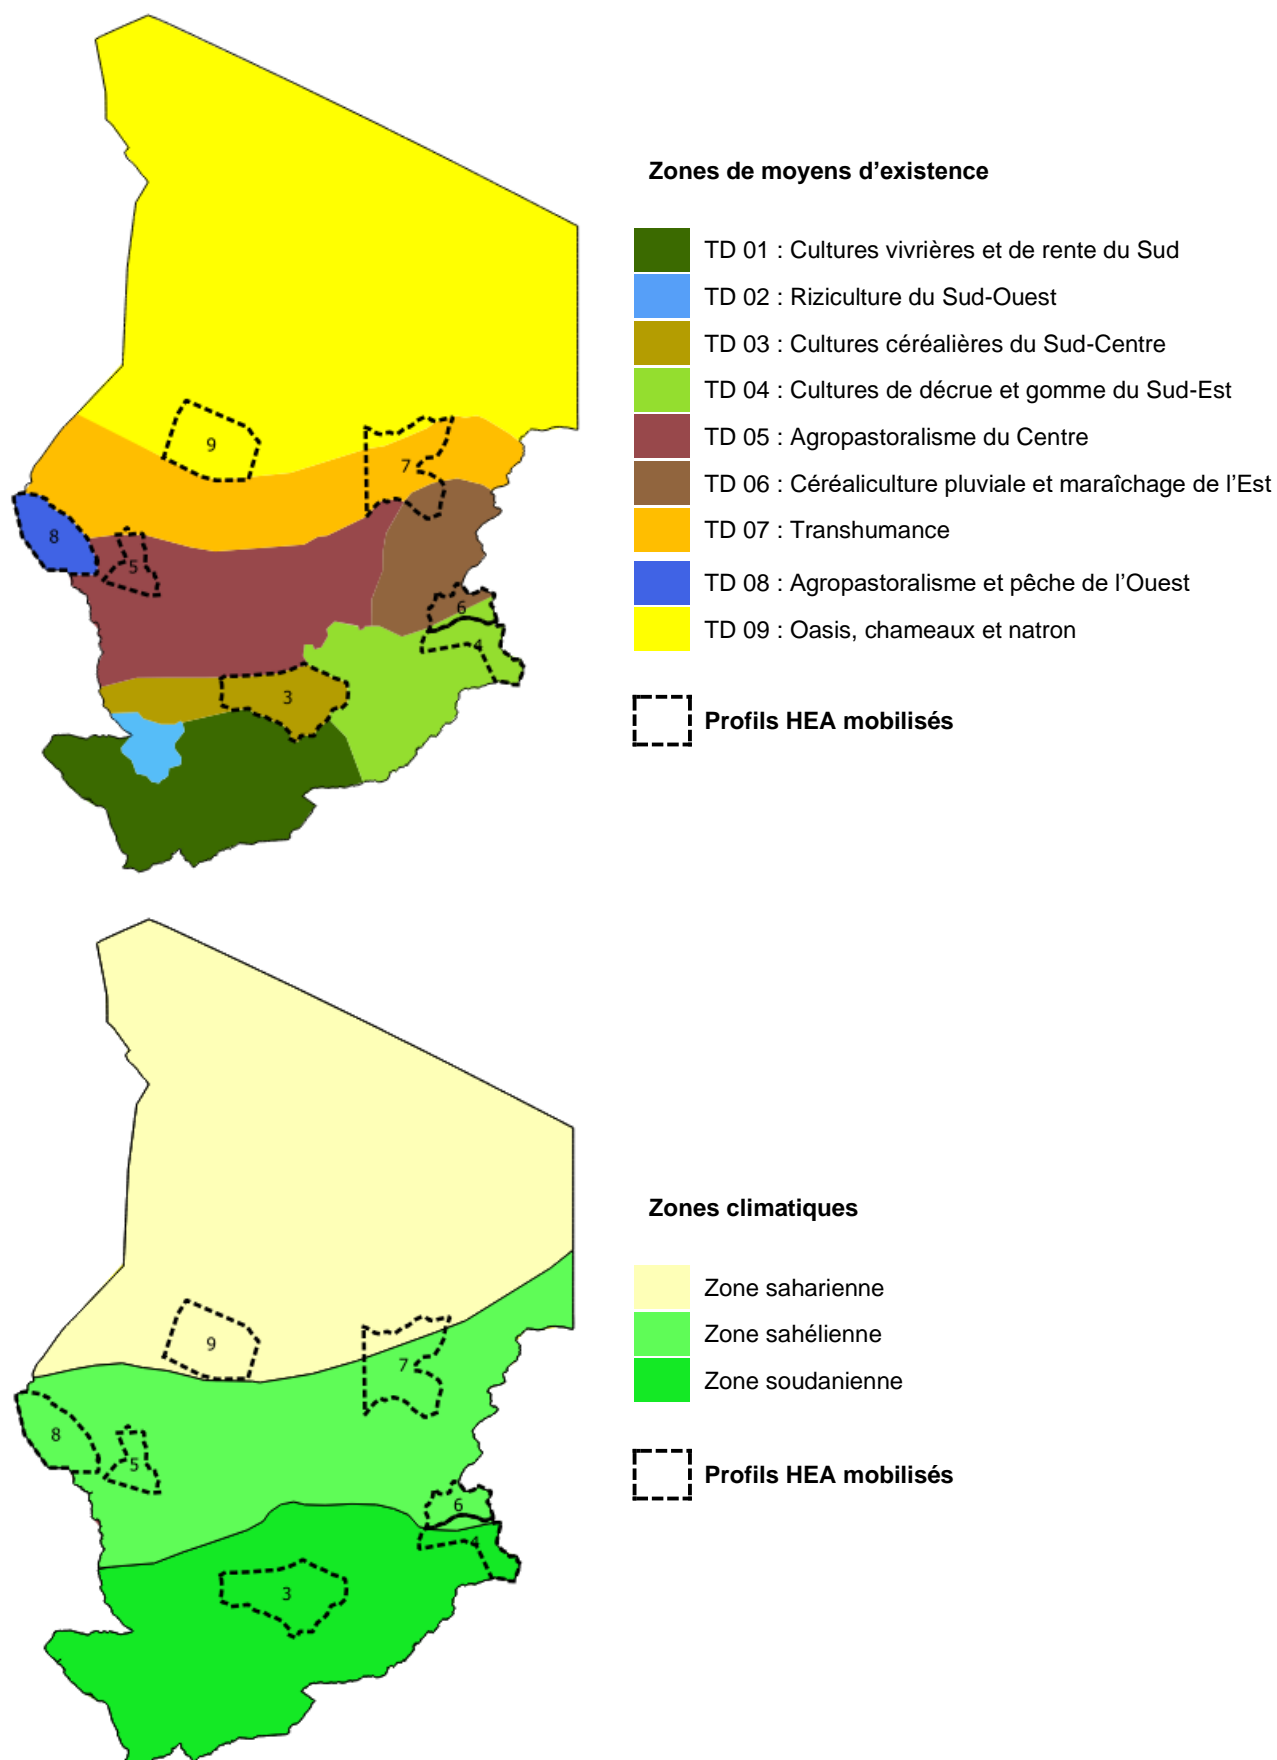 Zones de moyens d’existence
TD 01 : Cultures vivrières et de rente du Sud
TD 02 : Riziculture du Sud-Ouest
TD 03 : Cultures céréalières du Sud-Centre
TD 04 : Cultures de décrue et gomme du Sud-Est
TD 05 : Agropastoralisme du Centre
TD 06 : Céréaliculture pluviale et maraîchage de l’Est
TD 07 : Transhumance
TD 08 : Agropastoralisme et pêche de l’Ouest
TD 09 : Oasis, chameaux et natron
Profils HEA mobilisés
9
7
8
5
6
4
3
Zones climatiques
Zone saharienne
Zone sahélienne
Zone soudanienne
Profils HEA mobilisés
9
7
8
5
6
4
3